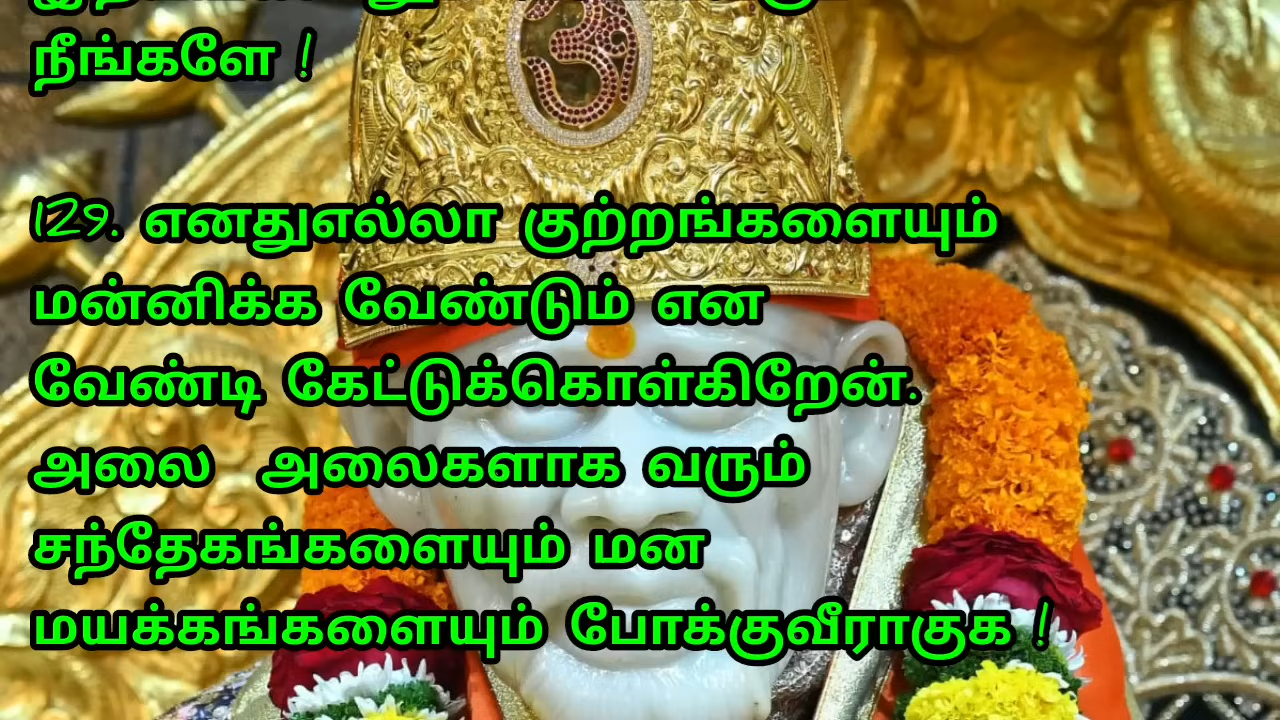 நீங்களே !
129. எனதுஎல்லா குற்றங்களையும்
மன்னிக்க வேண்டும் என
வேண்டி கேட்டுக்கொள்கிறேன்.
அலை அலைகளாக வரும்
சந்தேகங்களையும் மன
மயக்கங்களையும் போக்குவீராகுக !